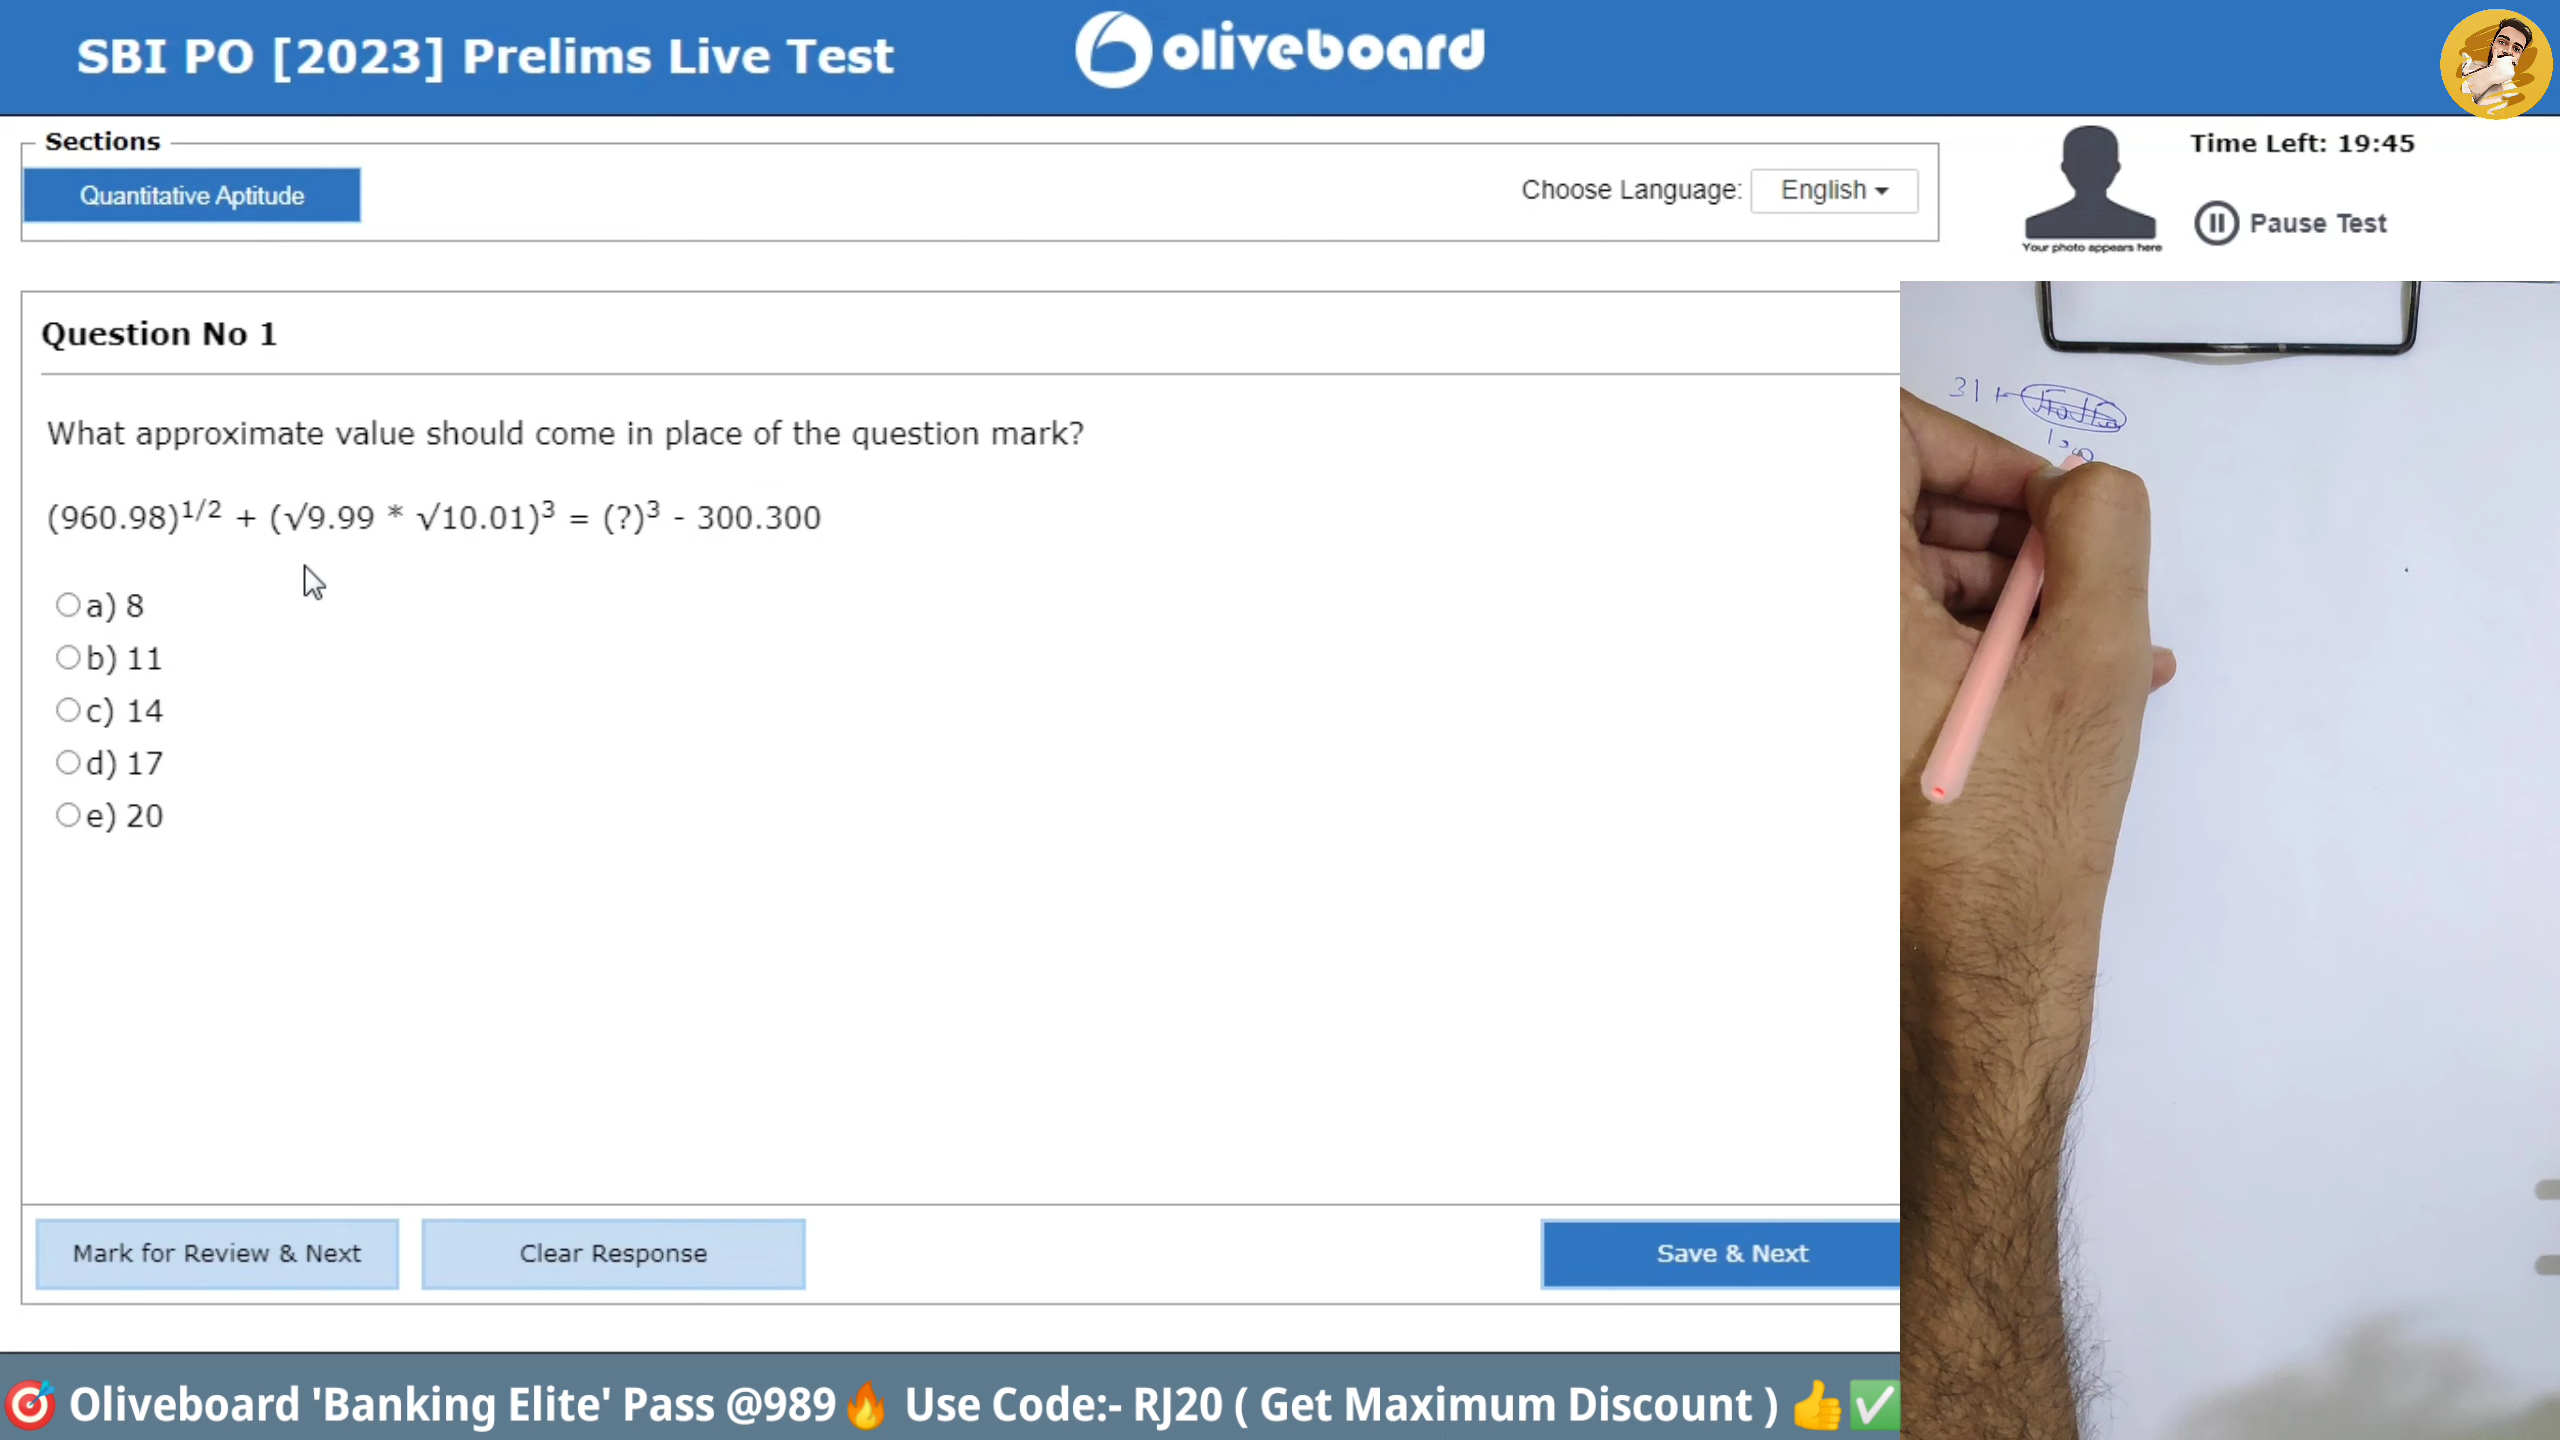 SBI PO [2023] Prelims Live Test
oliveboard
Sections
Quantitative Aptitude
Choose Language: English
Your photo appears here
Time Left: 19:45
Pause Test
Question No 1
What approximate value should come in place of the question mark?
(960.98)^1/2 + (√9.99 * √10.01)³ = (?)³ - 300.300
a) 8
b) 11
c) 14
d) 17
e) 20
31 +
Mark for Review & Next
Clear Response
Save & Next
🎯 Oliveboard 'Banking Elite' Pass @989🔥 Use Code:- RJ20 ( Get Maximum Discount ) 👍✅